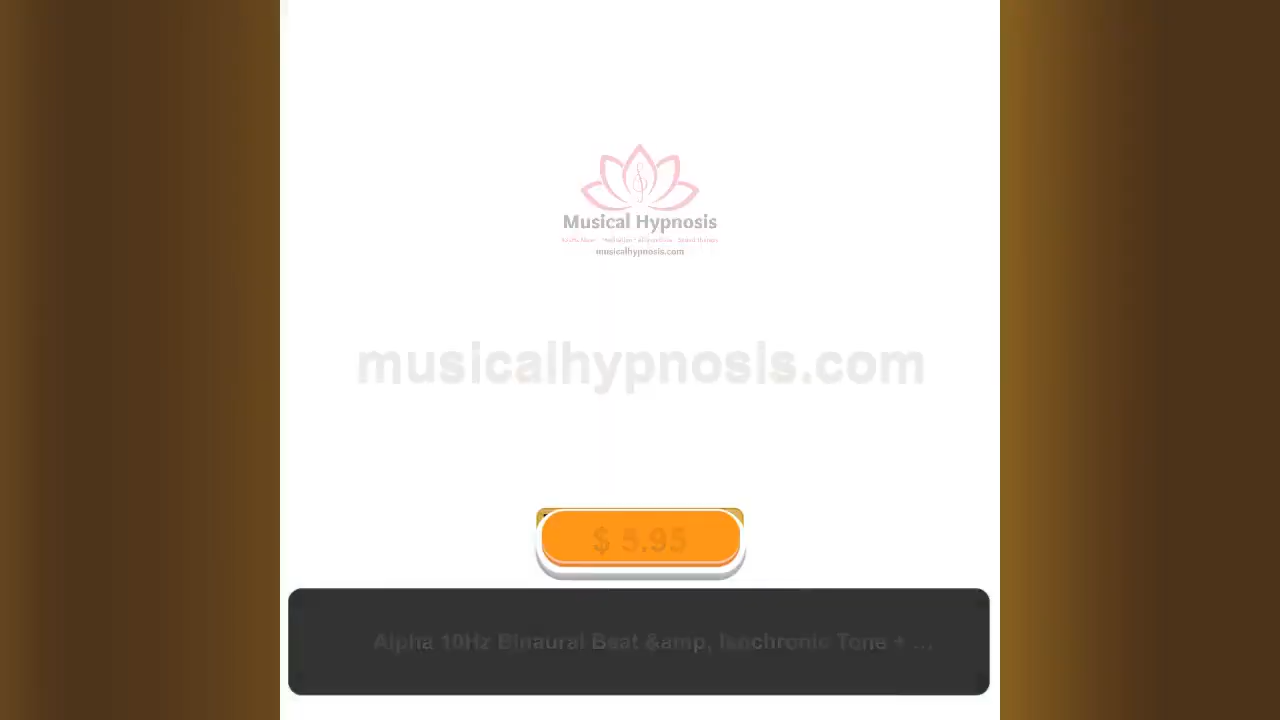 Musical Hypnosis
musicalhypnosis.com
musicalhypnosis.com
$ 5.95
Alpha 10Hz Binaural Beat &amp, Isochronic Tone + ...